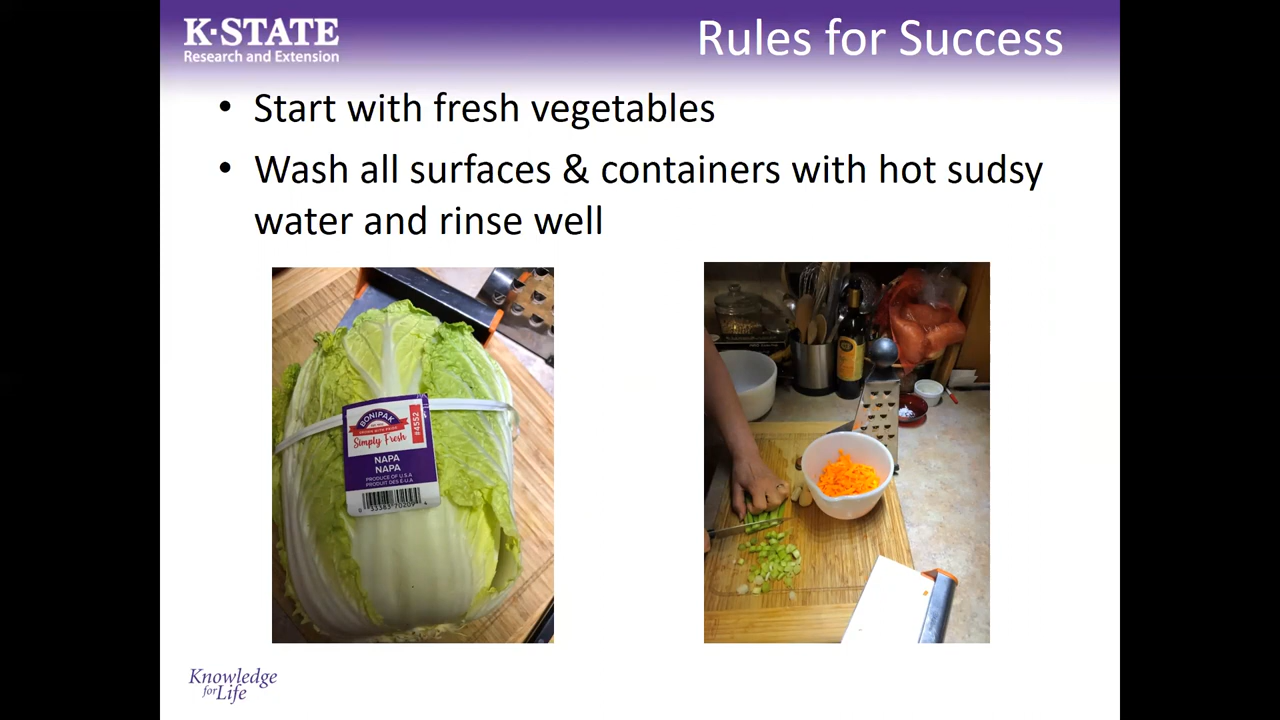 K-STATE
Research and Extension
Rules for Success
• Start with fresh vegetables
• Wash all surfaces & containers with hot sudsy
water and rinse well
BONIPAK
Simply Fresh
#4552
NAPA
NAPA
PRODUCE OF U.S.A
PRODUIT DES É-U.A
Knowledge
for Life